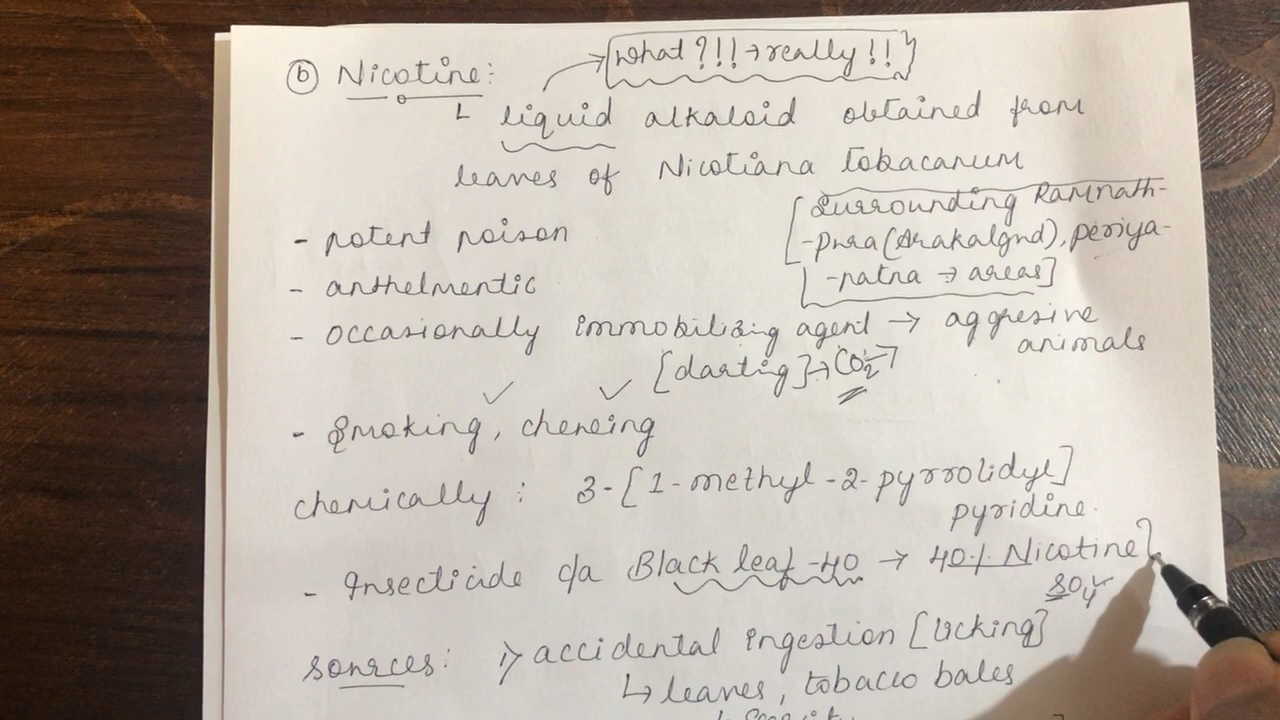 what ?!! → really !!
ⓑ Nicotine:
liquid alkaloid obtained from
leaves of Nicotiana tobacanum
[surrounding Ramnath-
- potent poison
-pura (Arakalgud), periya-
- anthelmentic
-patna → areas]
- occasionally immobilizing agent → aggresive
animals
[darting] → CO2
- Smoking, chewing
chemically : 3-[1-methyl-2-pyrrolidyl]
pyridine.
- Insecticide c/a Black leaf-40 → 40% Nicotine
SO4
sources: i> accidental ingestion [licking]
↳ leaves, tobacco bales